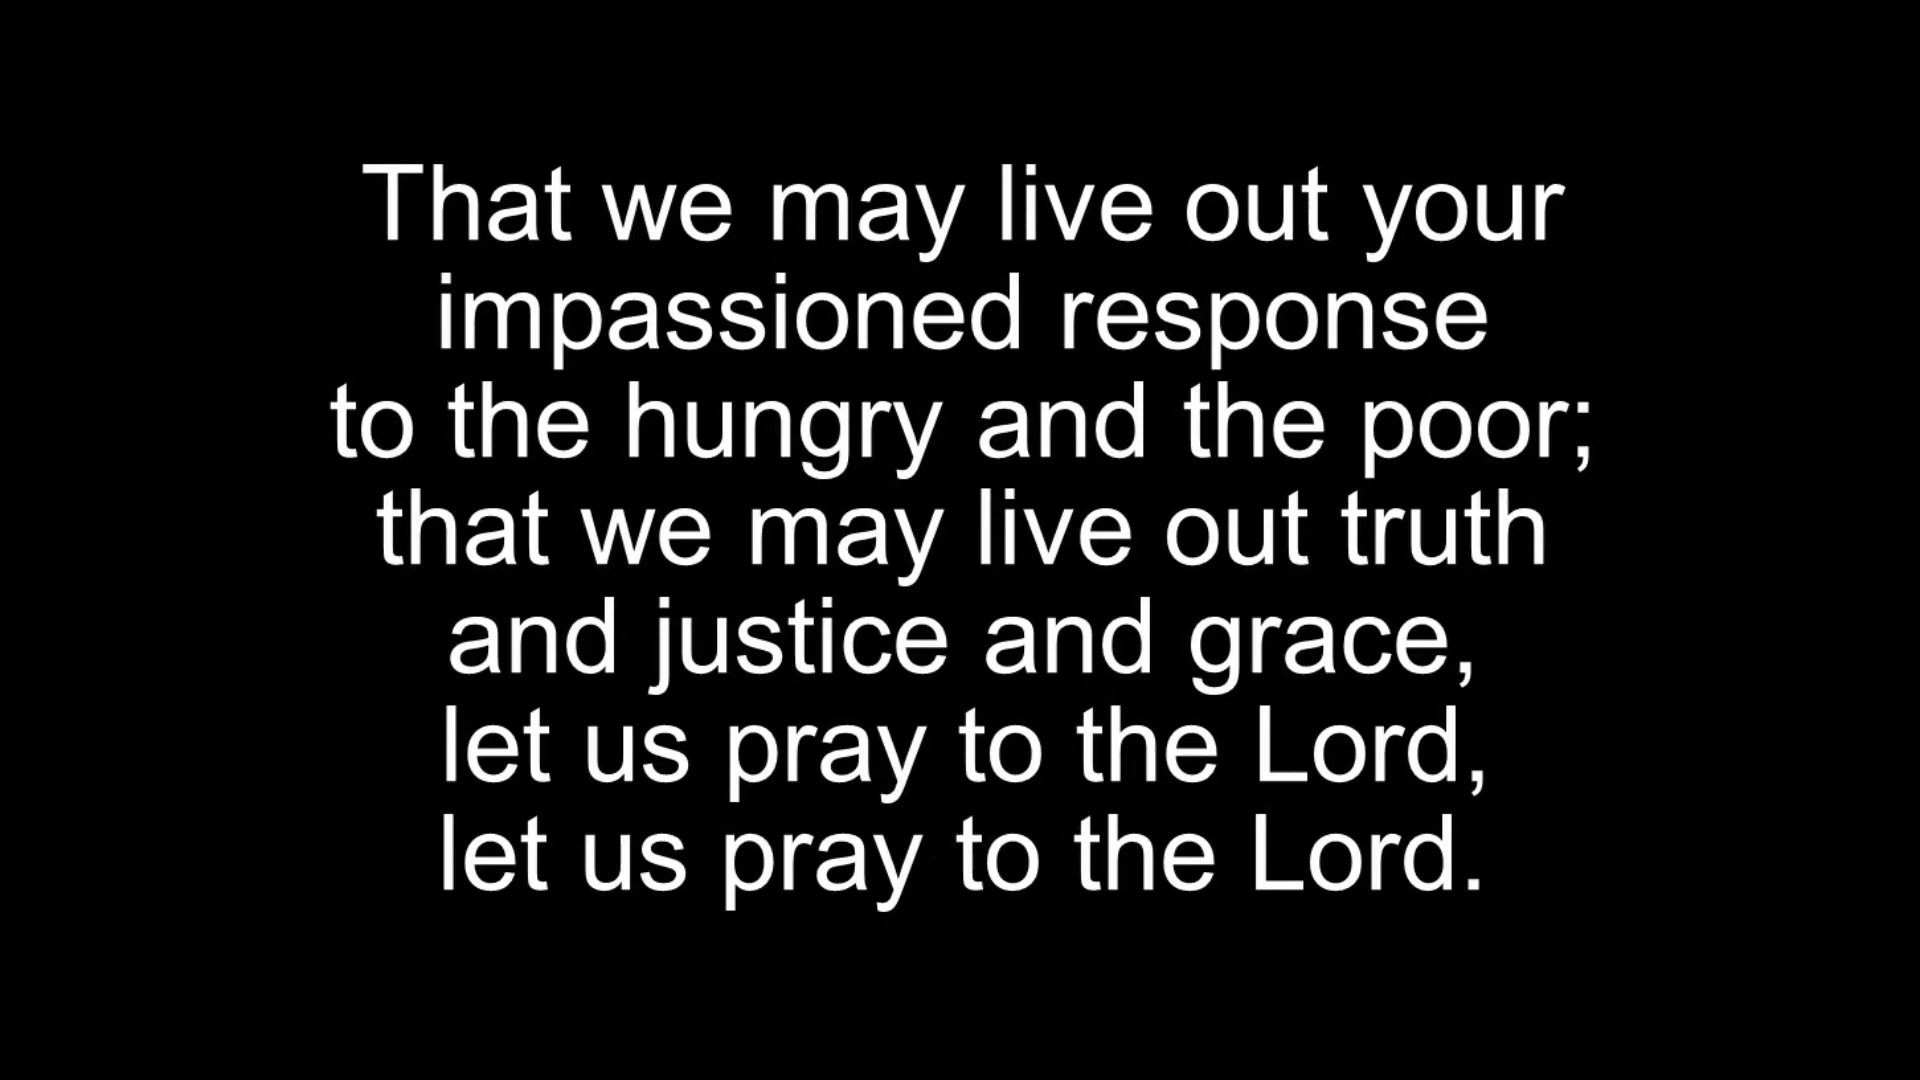 That we may live out your
impassioned response
to the hungry and the poor;
that we may live out truth
and justice and grace,
let us pray to the Lord,
let us pray to the Lord.